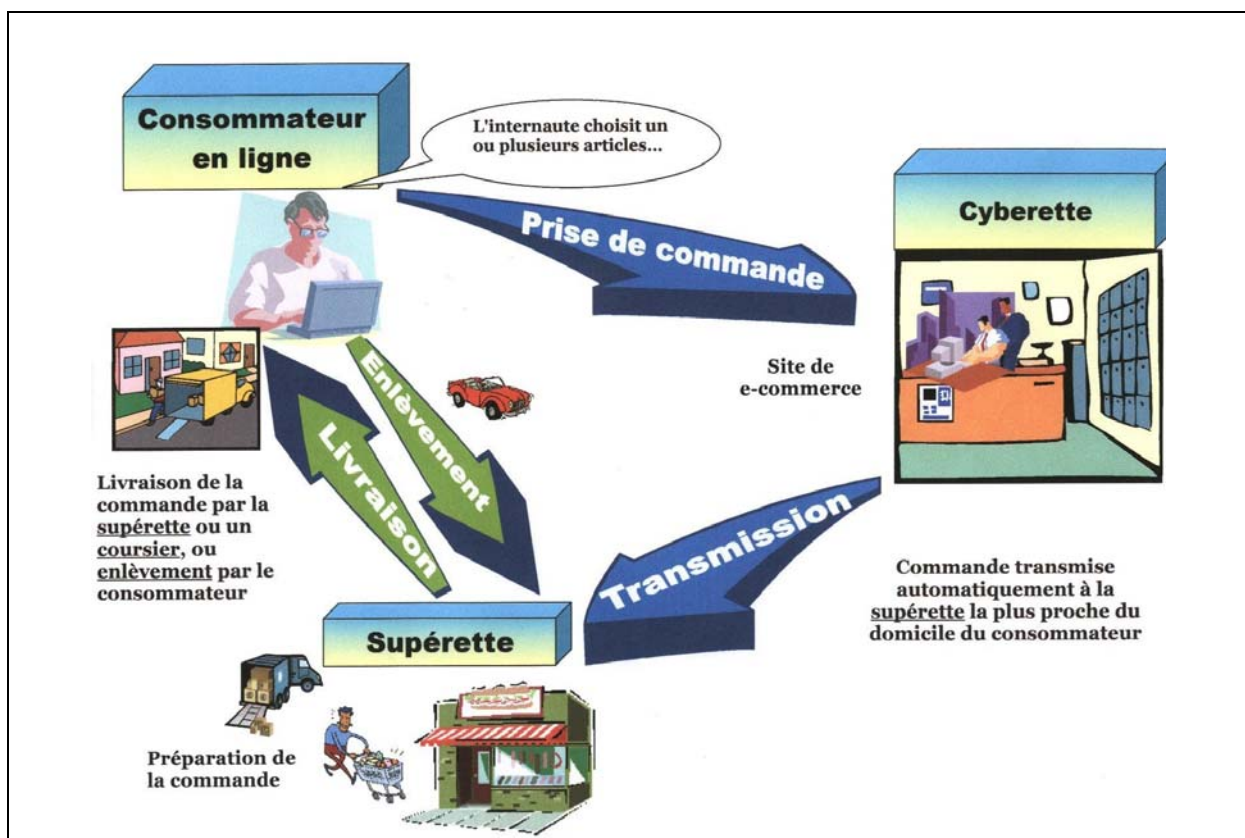 Consommateur
en ligne
L'internaute choisit un
ou plusieurs articles...
Prise de commande
Cyberette
Site de
e-commerce
Enlèvement
Livraison
Livraison de la
commande par la
supérette ou un
coursier, ou
enlèvement par le
consommateur
Transmission
Commande transmise
automatiquement à la
supérette la plus proche du
domicile du consommateur
Supérette
Préparation de
la commande